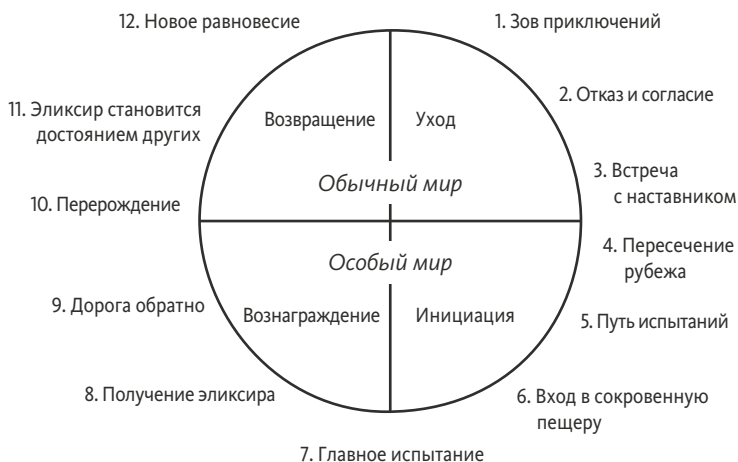 12. Новое равновесие
1. Зов приключений
2. Отказ и согласие
11. Эликсир становится
достоянием других
Возвращение
Уход
3. Встреча
с наставником
Обычный мир
10. Перерождение
4. Пересечение
рубежа
Особый мир
9. Дорога обратно
Вознаграждение
Инициация
5. Путь испытаний
8. Получение эликсира
6. Вход в сокровенную
пещеру
7. Главное испытание